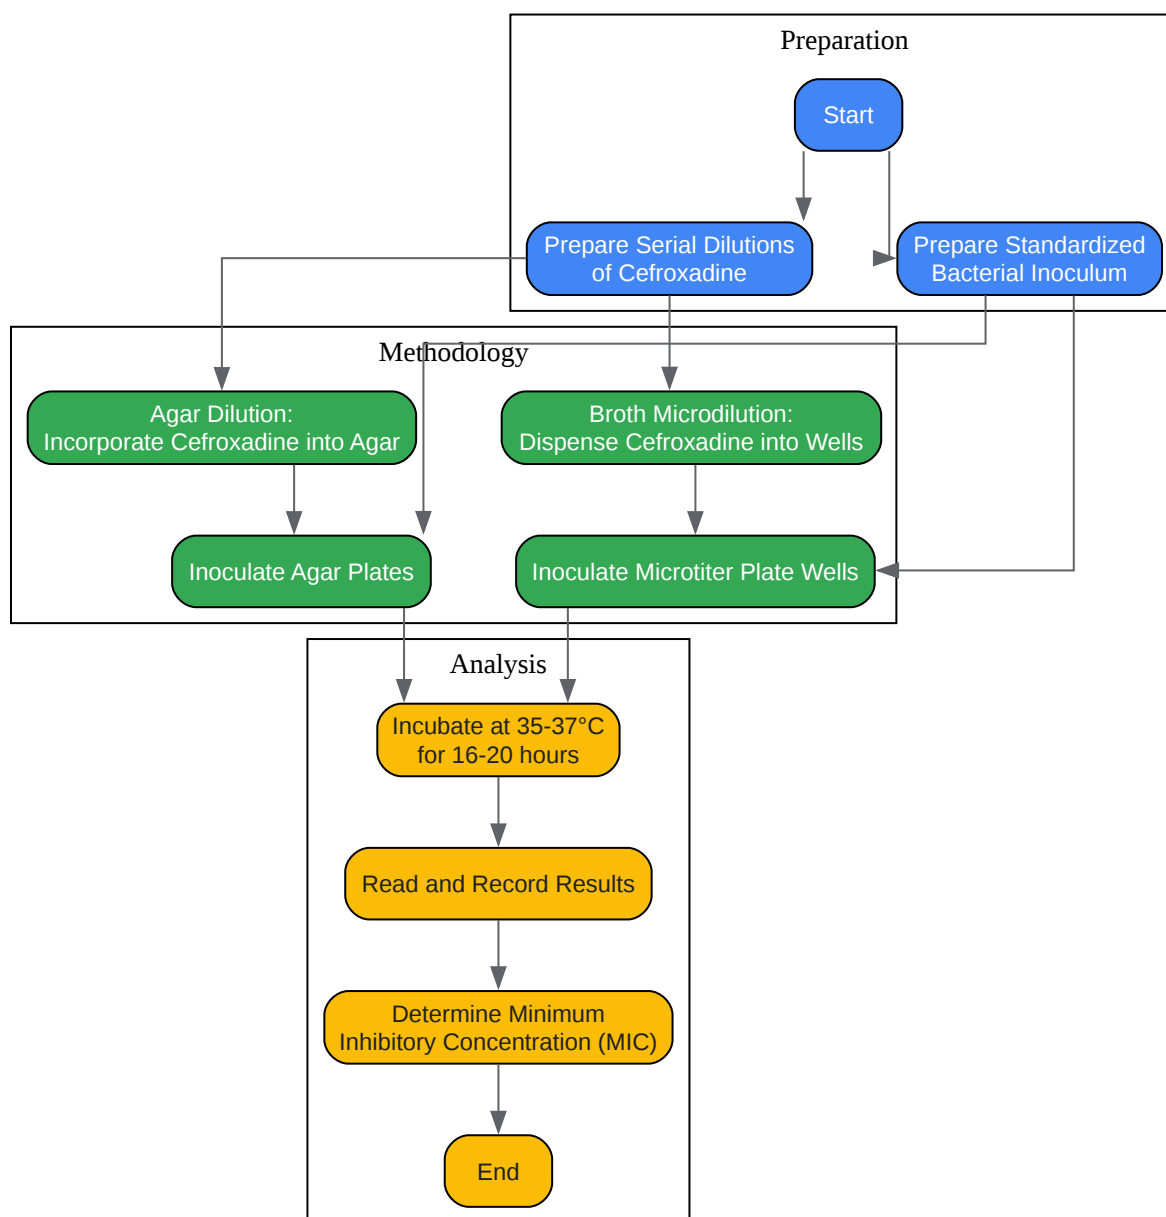 Preparation
Start
Prepare Serial Dilutions
of Cefroxadine
Prepare Standardized
Bacterial Inoculum
Methodology
Agar Dilution:
Incorporate Cefroxadine into Agar
Broth Microdilution:
Dispense Cefroxadine into Wells
Inoculate Agar Plates
Inoculate Microtiter Plate Wells
Analysis
Incubate at 35-37°C
for 16-20 hours
Read and Record Results
Determine Minimum
Inhibitory Concentration (MIC)
End